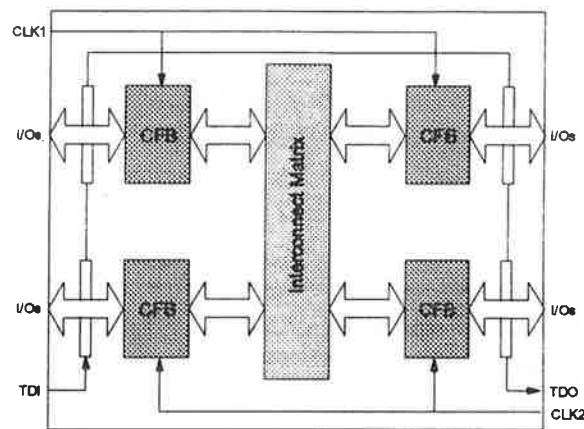 CLK1
I/Os
CFB
Interconnect Matrix
CFB
I/Os
I/Os
CFB
CFB
I/Os
TDI
TDO
CLK2